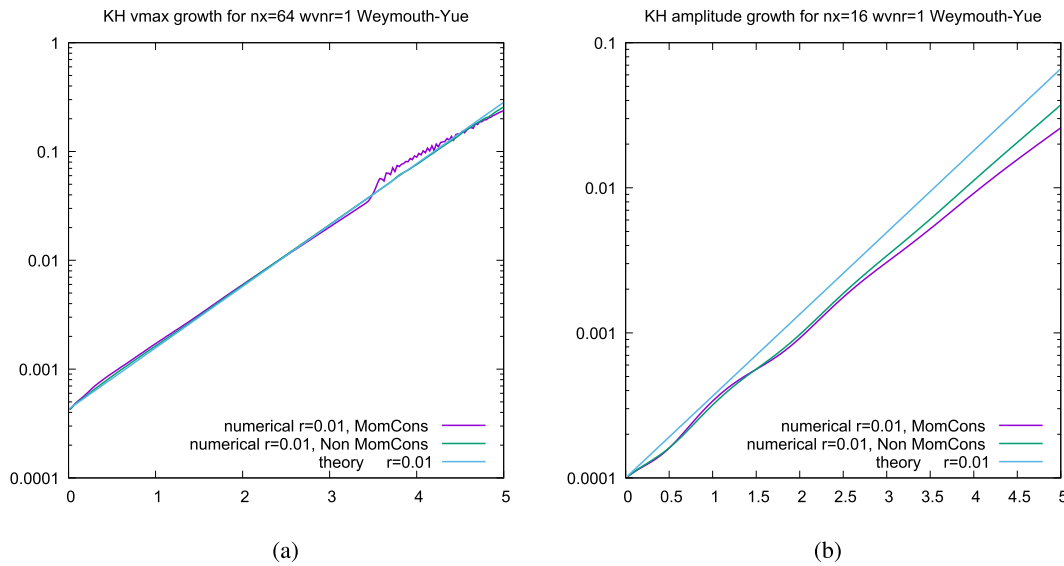 KH vmax growth for nx=64 wvnr=1 Weymouth-Yue
1
0.1
0.01
0.001
0.0001
numerical r=0.01, MomCons
numerical r=0.01, Non MomCons
theory r=0.01
0 1 2 3 4 5
(a)
KH amplitude growth for nx=16 wvnr=1 Weymouth-Yue
0.1
0.01
0.001
0.0001
numerical r=0.01, MomCons
numerical r=0.01, Non MomCons
theory r=0.01
0 0.5 1 1.5 2 2.5 3 3.5 4 4.5 5
(b)